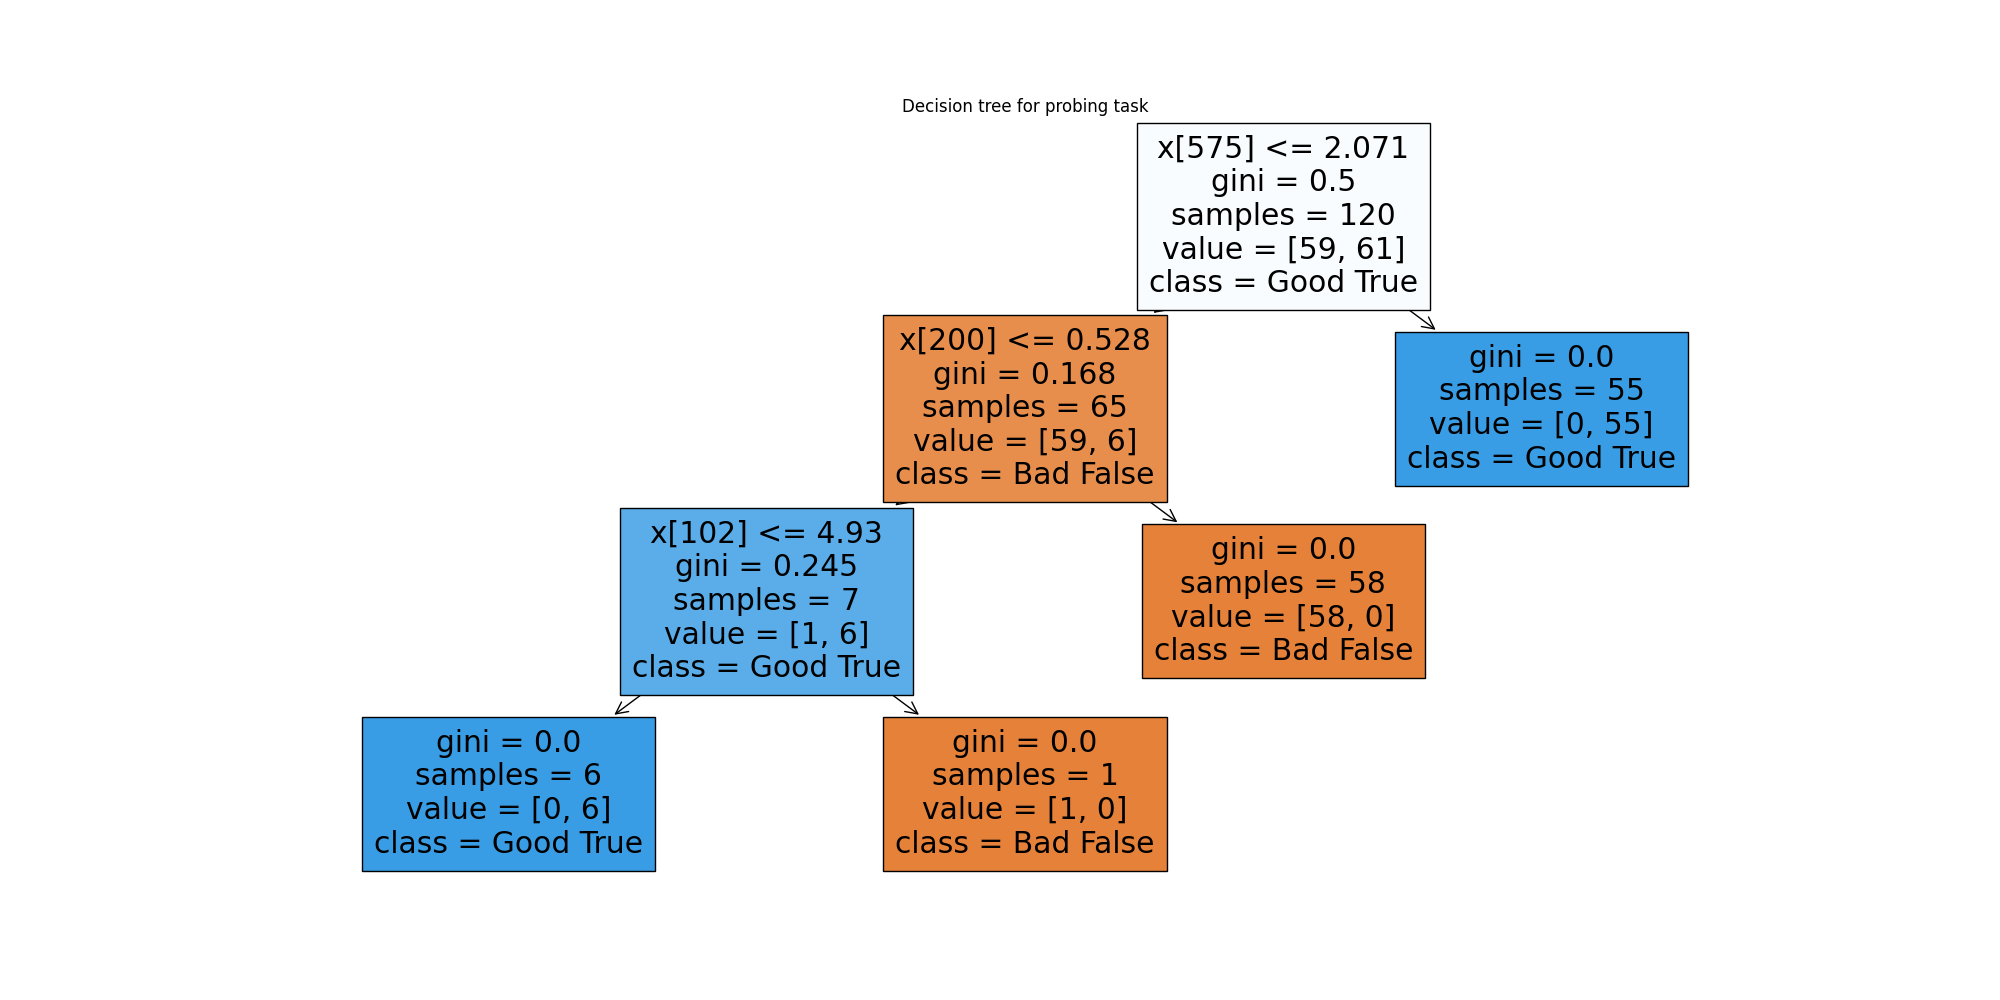 Decision tree for probing task
x[575] <= 2.071
gini = 0.5
samples = 120
value = [59, 61]
class = Good True
x[200] <= 0.528
gini = 0.168
samples = 65
value = [59, 6]
class = Bad False
gini = 0.0
samples = 55
value = [0, 55]
class = Good True
x[102] <= 4.93
gini = 0.245
samples = 7
value = [1, 6]
class = Good True
gini = 0.0
samples = 58
value = [58, 0]
class = Bad False
gini = 0.0
samples = 6
value = [0, 6]
class = Good True
gini = 0.0
samples = 1
value = [1, 0]
class = Bad False